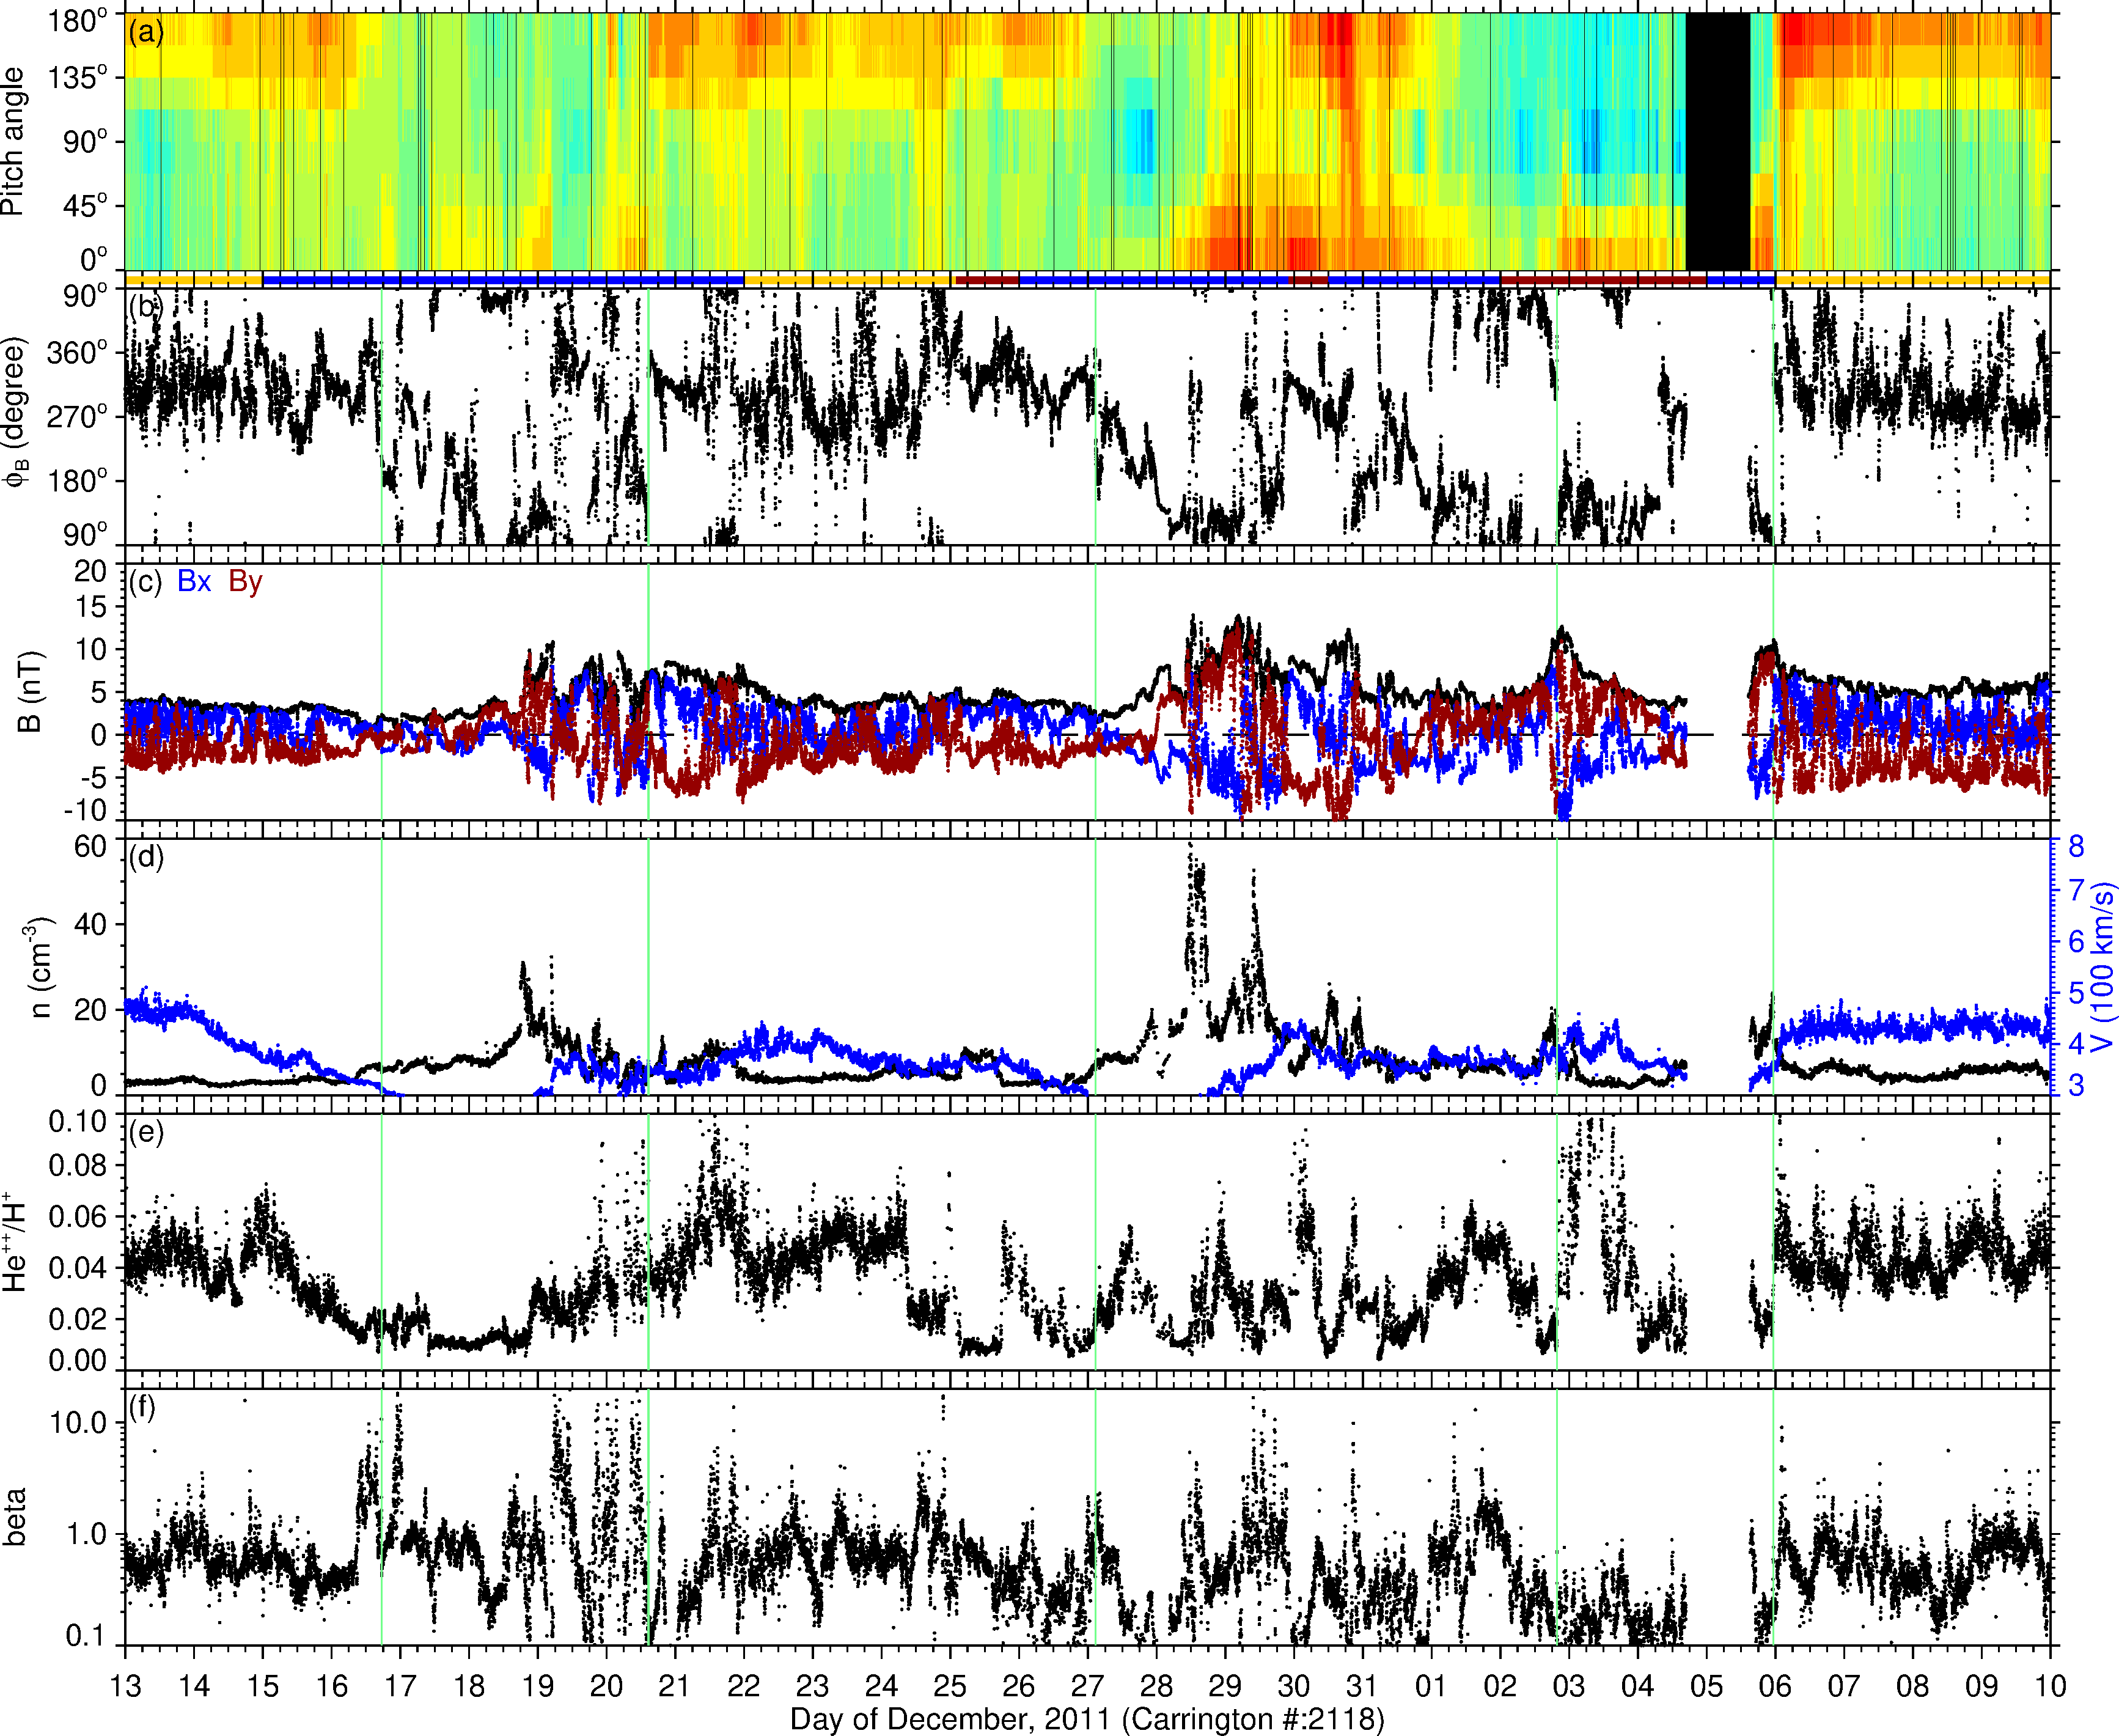 (a)
Pitch angle
180°
135°
90°
45°
0°
(b)
ϕB (degree)
90°
360°
270°
180°
90°
(c) Bx By
B (nT)
20
15
10
5
0
-5
-10
(d)
n (cm-3)
60
40
20
0
V (100 km/s)
8
7
6
5
4
3
(e)
He++/H+
0.10
0.08
0.06
0.04
0.02
0.00
(f)
beta
10.0
1.0
0.1
13 14 15 16 17 18 19 20 21 22 23 24 25 26 27 28 29 30 31 01 02 03 04 05 06 07 08 09 10
Day of December, 2011 (Carrington #:2118)